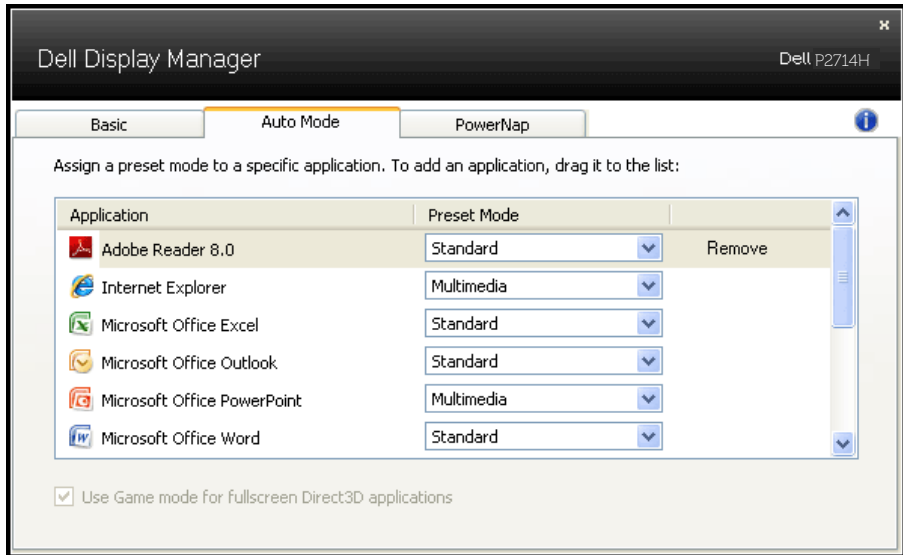 x
Dell Display Manager
Dell P2714H
Basic Auto Mode PowerNap
Assign a preset mode to a specific application. To add an application, drag it to the list:
Application Preset Mode
Adobe Reader 8.0 Standard Remove
Internet Explorer Multimedia
Microsoft Office Excel Standard
Microsoft Office Outlook Standard
Microsoft Office PowerPoint Multimedia
Microsoft Office Word Standard
Use Game mode for fullscreen Direct3D applications